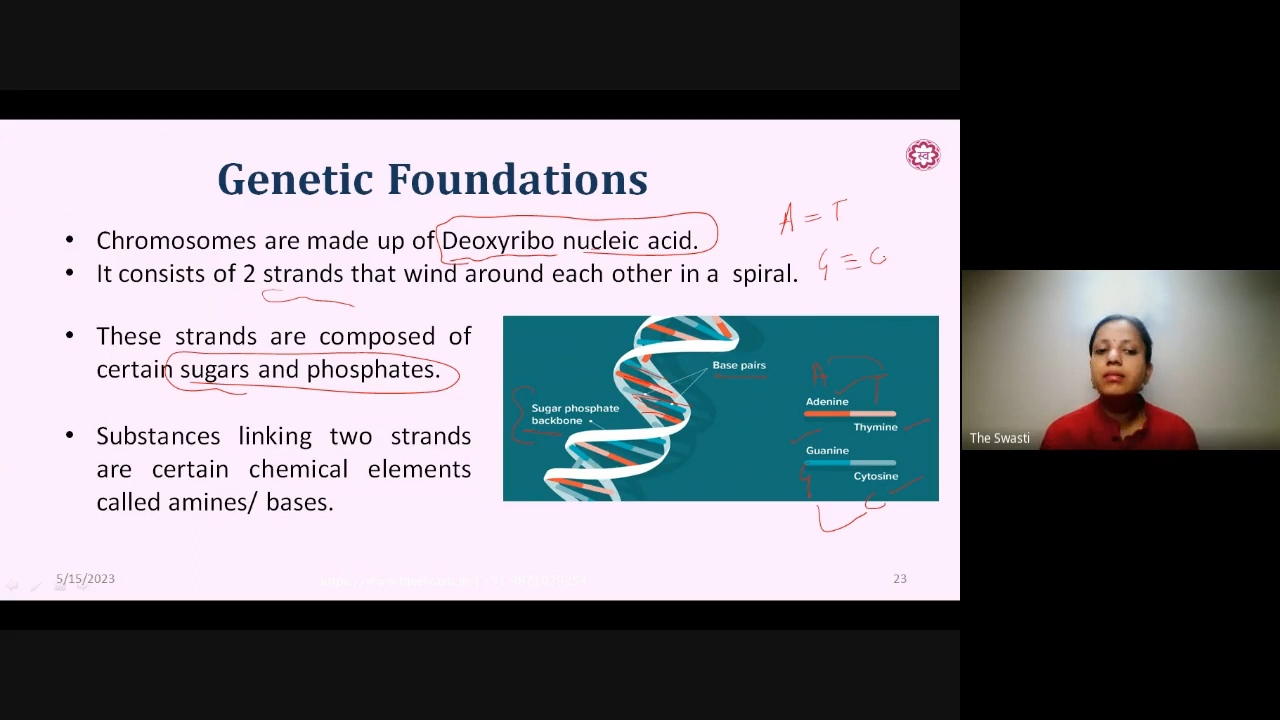 Genetic Foundations
स्व
• Chromosomes are made up of Deoxyribo nucleic acid.
• It consists of 2 strands that wind around each other in a spiral.
A = T
G ≡ C
• These strands are composed of
certain sugars and phosphates.
• Substances linking two strands
are certain chemical elements
called amines/ bases.
Base pairs
Sugar phosphate
backbone
A
T
Adenine
Thymine
Guanine
Cytosine
G
C
5/15/2023
23
The Swasti